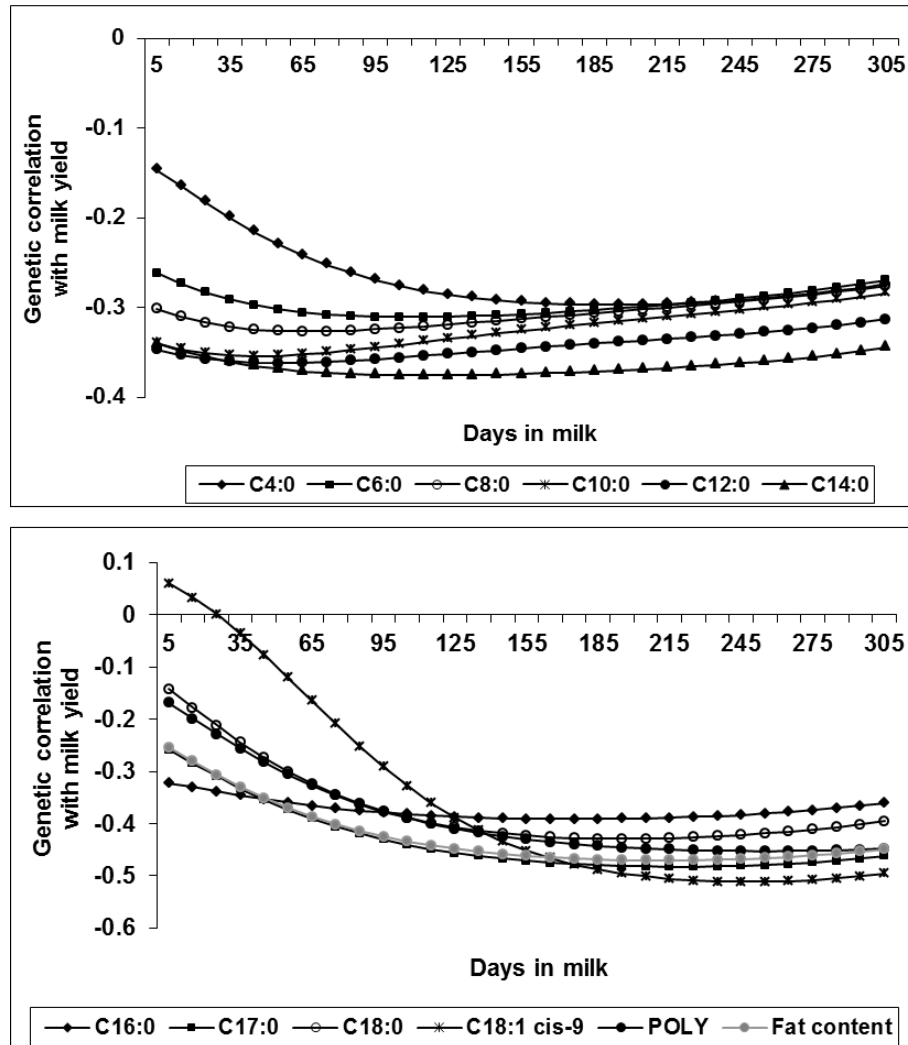 0
5 35 65 95 125 155 185 215 245 275 305
-0.1
-0.2
-0.3
-0.4
Genetic correlation
with milk yield
Days in milk
C4:0 C6:0 C8:0 C10:0 C12:0 C14:0
0.1
0
5 35 65 95 125 155 185 215 245 275 305
-0.1
-0.2
-0.3
-0.4
-0.5
-0.6
Genetic correlation
with milk yield
Days in milk
C16:0 C17:0 C18:0 C18:1 cis-9 POLY Fat content